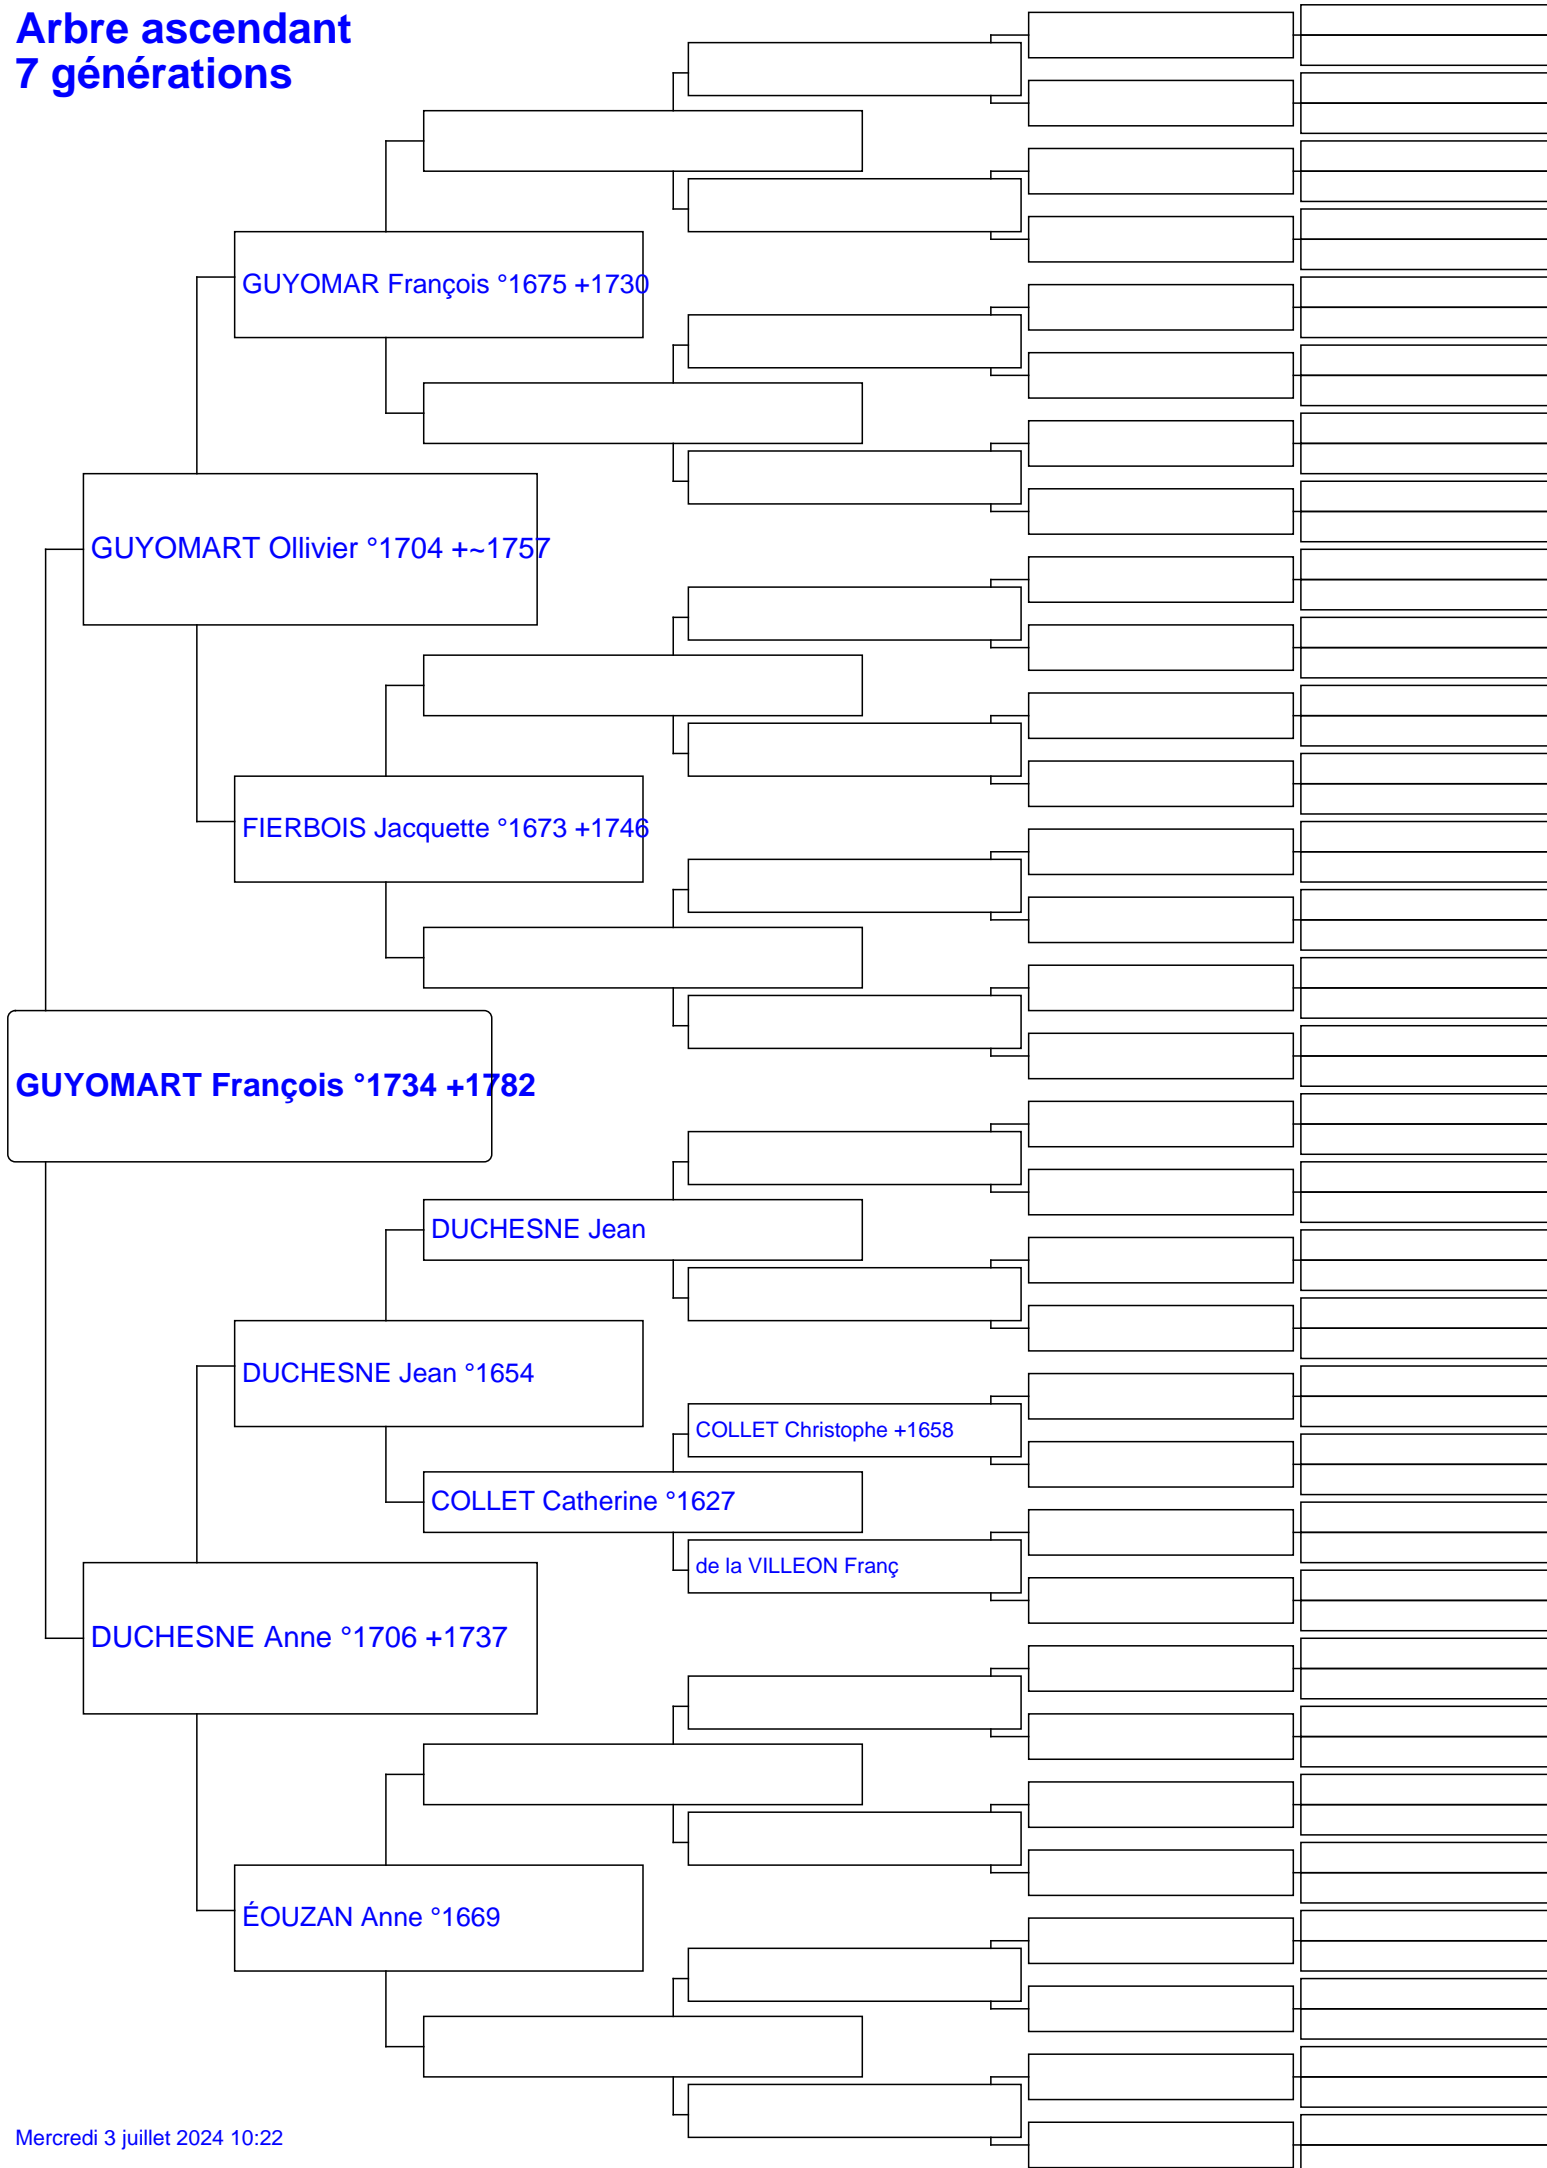 Arbre ascendant
7 générations
GUYOMAR François °1675 +1730
GUYOMART Ollivier °1704 +~1757
FIERBOIS Jacquette °1673 +1746
GUYOMART François °1734 +1782
DUCHESNE Jean
DUCHESNE Jean °1654
COLLET Christophe +1658
COLLET Catherine °1627
de la VILLEON Franç
DUCHESNE Anne °1706 +1737
ÉOUZAN Anne °1669
Mercredi 3 juillet 2024 10:22